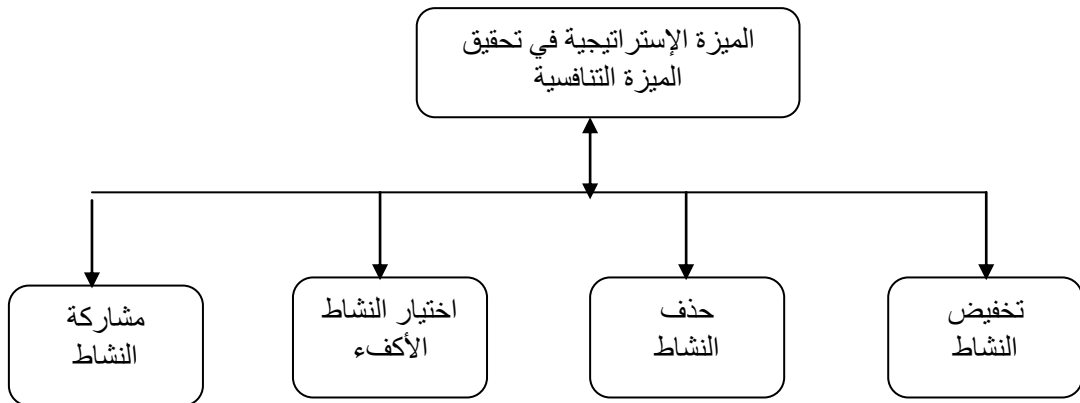 الميزة الإستراتيجية في تحقيق
الميزة التنافسية
تخفيض
النشاط
حذف
النشاط
اختيار النشاط
الأكفء
مشاركة
النشاط